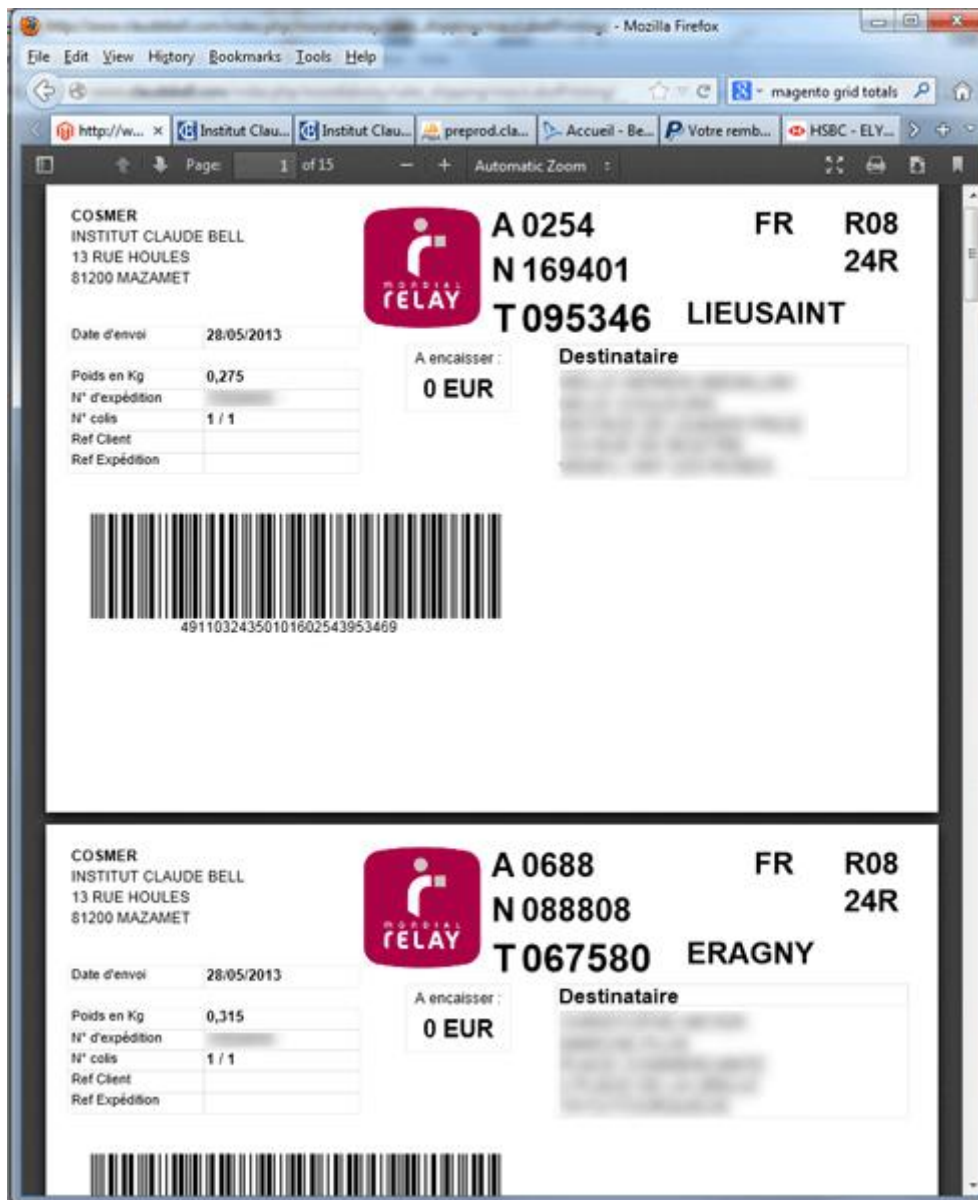 - Mozilla Firefox
File Edit View History Bookmarks Tools Help
magento grid totals
http://w... × Institut Clau... Institut Clau... preprod.cla... Accueil - Be... Votre remb... HSBC - ELY...
Page: 1 of 15 − + Automatic Zoom
COSMER
INSTITUT CLAUDE BELL
13 RUE HOULES
81200 MAZAMET
MONDIAL
RELAY
A 0254 FR R08
N 169401 24R
T 095346 LIEUSAINT
Date d'envoi 28/05/2013
Poids en Kg 0,275
N° d'expédition
N° colis 1 / 1
Ref Client
Ref Expédition
A encaisser :
0 EUR
Destinataire
49110324350101602543953469
COSMER
INSTITUT CLAUDE BELL
13 RUE HOULES
81200 MAZAMET
MONDIAL
RELAY
A 0688 FR R08
N 088808 24R
T 067580 ERAGNY
Date d'envoi 28/05/2013
Poids en Kg 0,315
N° d'expédition
N° colis 1 / 1
Ref Client
Ref Expédition
A encaisser :
0 EUR
Destinataire